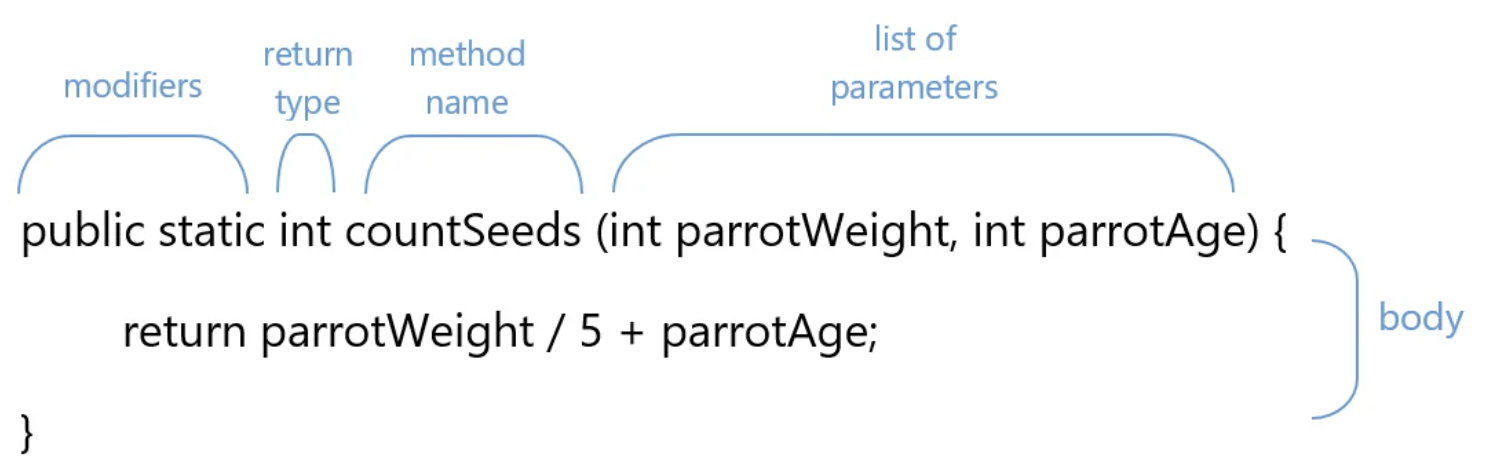 modifiers
return
type
method
name
list of
parameters
public static int countSeeds (int parrotWeight, int parrotAge) {
return parrotWeight / 5 + parrotAge;
body
}